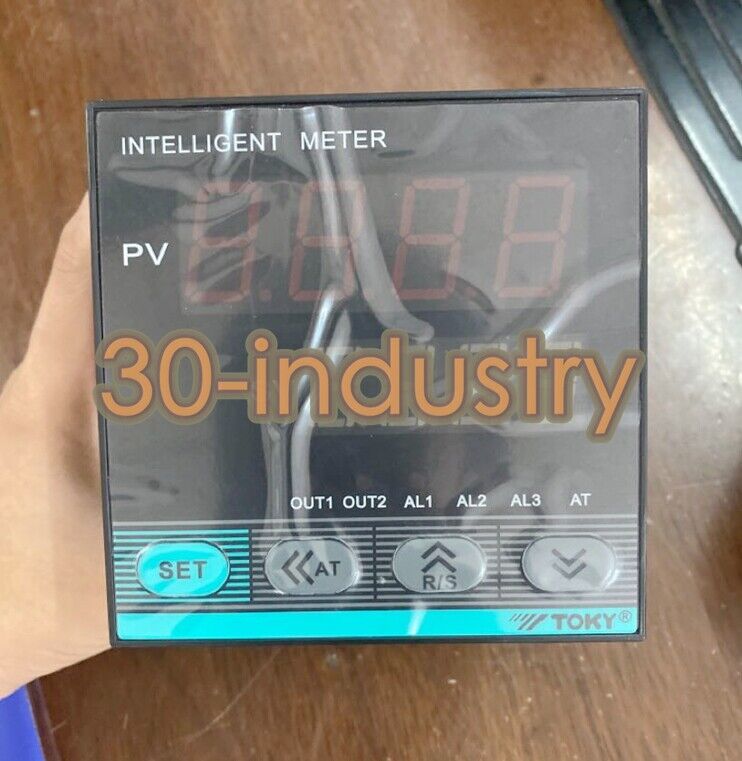 INTELLIGENT METER
PV
30-industry
OUT1 OUT2 AL1 AL2 AL3 AT
SET AT R/S
TOKY®